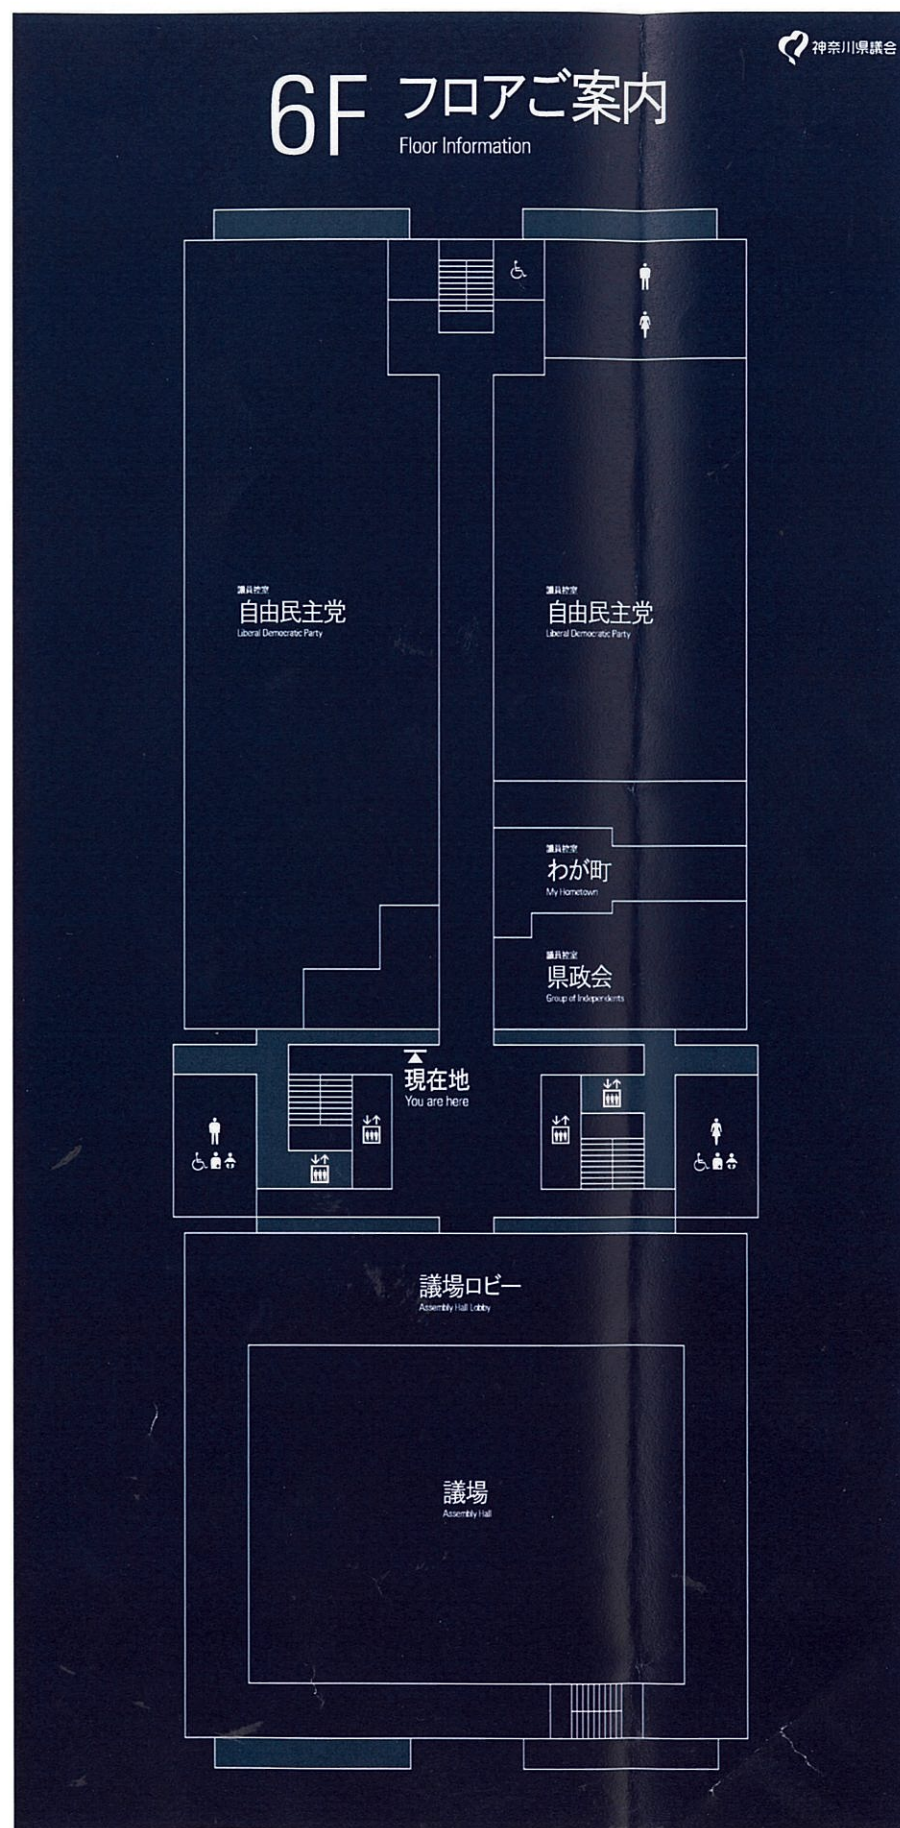 神奈川県議会
6F フロアご案内
Floor Information
議員控室
自由民主党
Liberal Democratic Party
議員控室
自由民主党
Liberal Democratic Party
議員控室
わが町
My Hometown
議員控室
県政会
Group of Independents
現在地
You are here
議場ロビー
Assembly Hall Lobby
議場
Assembly Hall